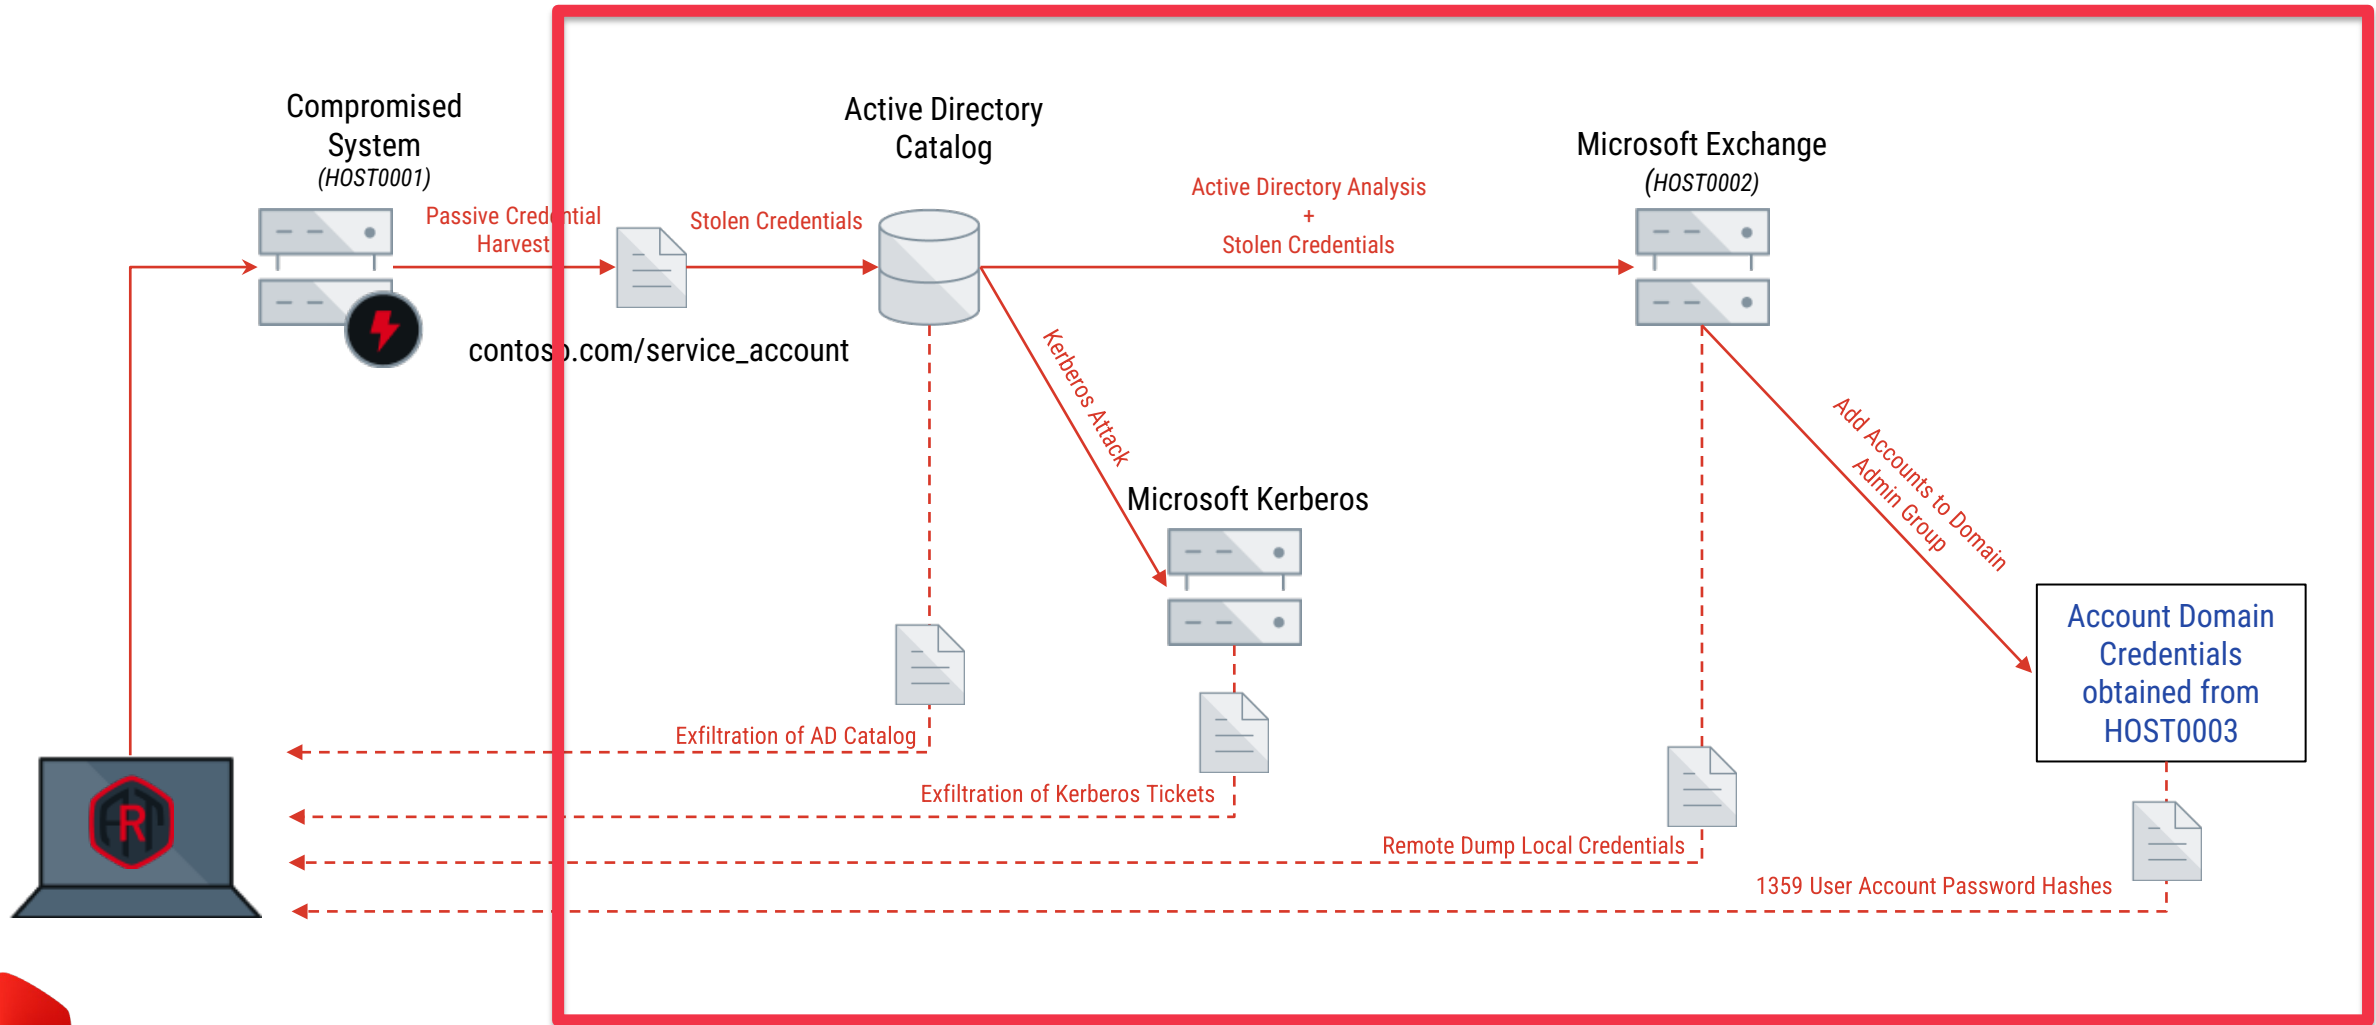 Compromised
System
(HOST0001)
Active Directory
Catalog
Microsoft Exchange
(HOST0002)
Passive Credential
Harvest
Stolen Credentials
Active Directory Analysis
+
Stolen Credentials
contoso.com/service_account
Kerberos Attack
Microsoft Kerberos
Add Accounts to Domain
Admin Group
Account Domain
Credentials
obtained from
HOST0003
Exfiltration of AD Catalog
Exfiltration of Kerberos Tickets
Remote Dump Local Credentials
1359 User Account Password Hashes
R